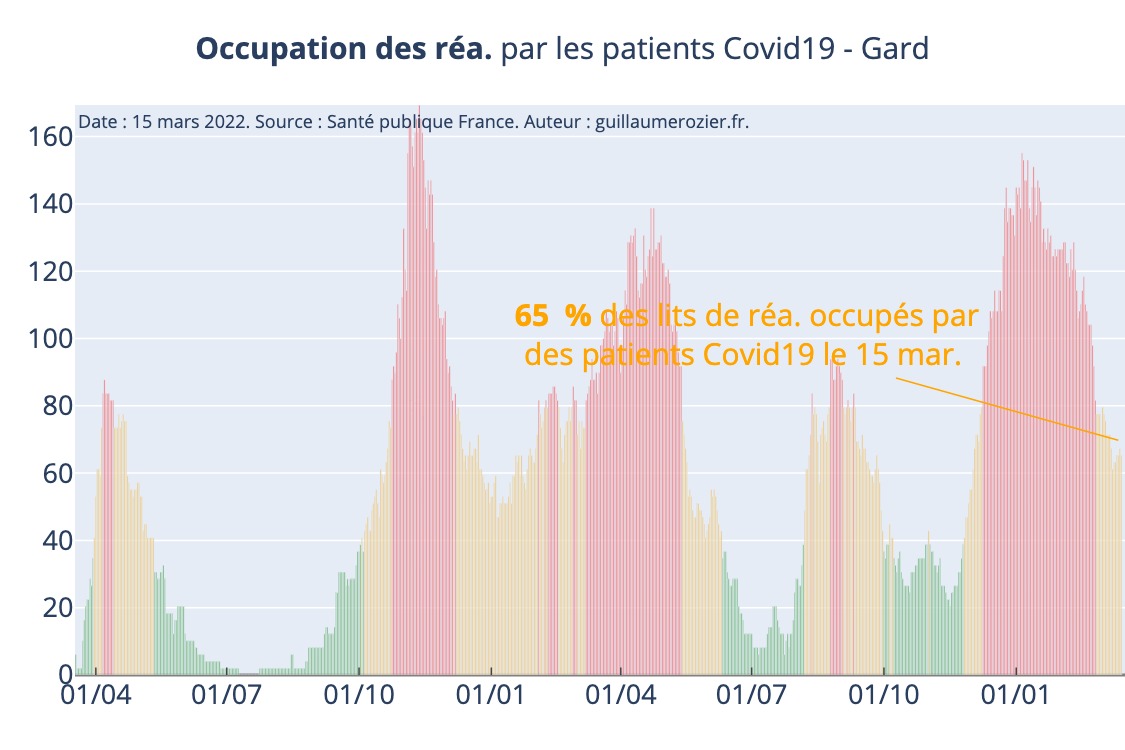 Occupation des réa. par les patients Covid19 - Gard
Date : 15 mars 2022. Source : Santé publique France. Auteur : guillaumerozier.fr.
160
140
120
100
80
60
40
20
0
65 % des lits de réa. occupés par
des patients Covid19 le 15 mar.
01/04 01/07 01/10 01/01 01/04 01/07 01/10 01/01